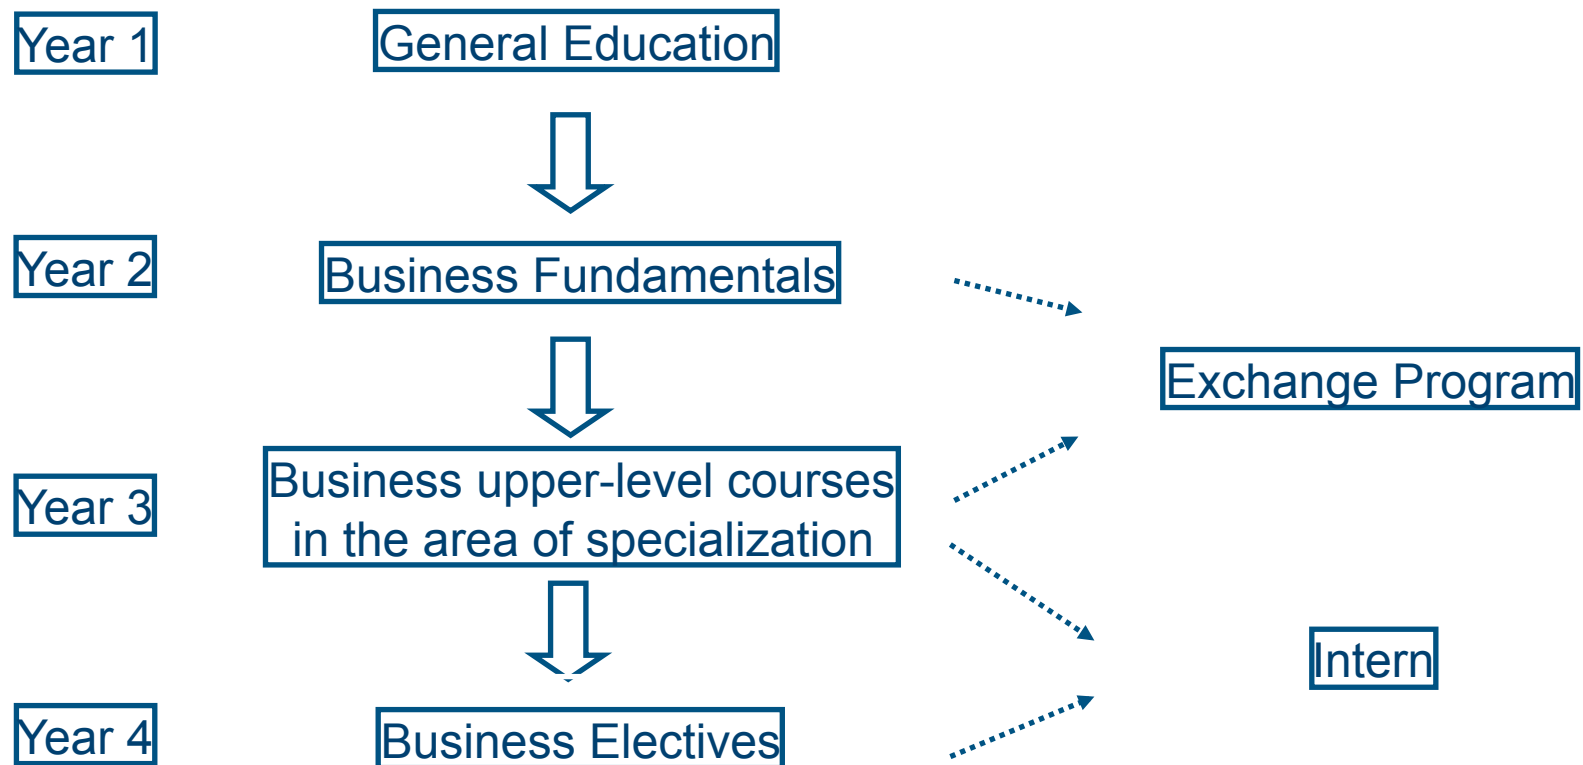 Year 1
General Education
Year 2
Business Fundamentals
Exchange Program
Year 3
Business upper-level courses
in the area of specialization
Intern
Year 4
Business Electives